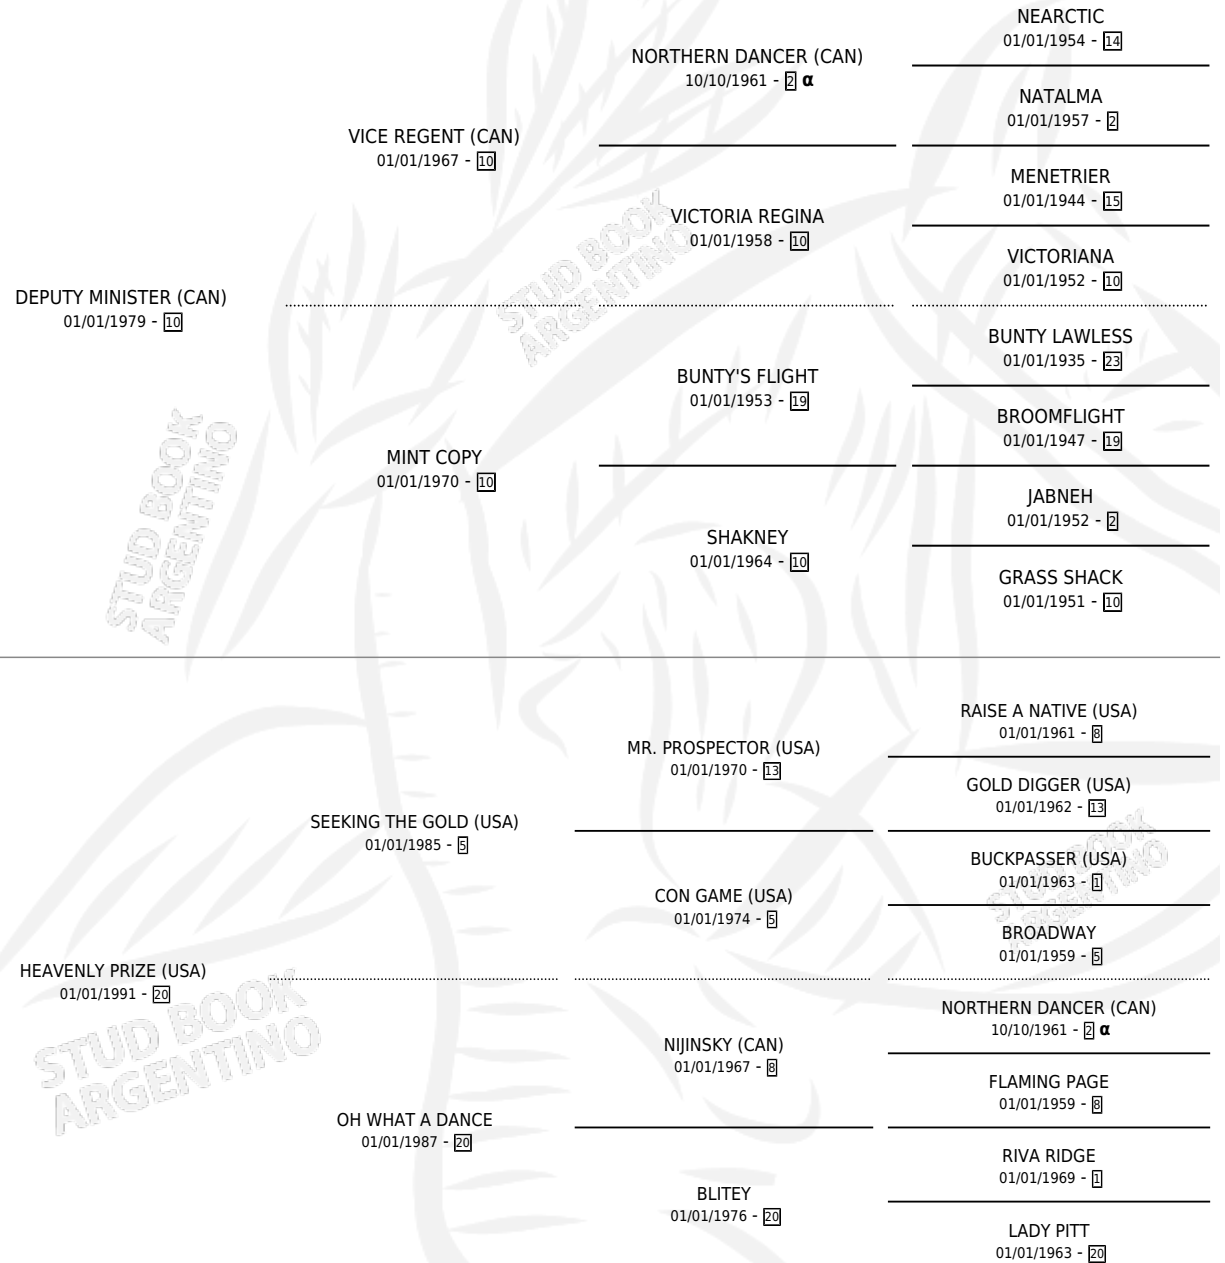 NEARCTIC
01/01/1954 - 14
NORTHERN DANCER (CAN)
10/10/1961 - 2 α
NATALMA
01/01/1957 - 2
VICE REGENT (CAN)
01/01/1967 - 10
MENETRIER
01/01/1944 - 15
VICTORIA REGINA
01/01/1958 - 10
VICTORIANA
01/01/1952 - 10
DEPUTY MINISTER (CAN)
01/01/1979 - 10
BUNTY LAWLESS
01/01/1935 - 23
BUNTY'S FLIGHT
01/01/1953 - 19
BROOMFLIGHT
01/01/1947 - 19
MINT COPY
01/01/1970 - 10
JABNEH
01/01/1952 - 2
SHAKNEY
01/01/1964 - 10
GRASS SHACK
01/01/1951 - 10
STUD BOOK
ARGENTINO
STUD BOOK
ARGENTINO
RAISE A NATIVE (USA)
01/01/1961 - 8
MR. PROSPECTOR (USA)
01/01/1970 - 13
GOLD DIGGER (USA)
01/01/1962 - 13
SEEKING THE GOLD (USA)
01/01/1985 - 5
BUCKPASSER (USA)
01/01/1963 - 1
CON GAME (USA)
01/01/1974 - 5
BROADWAY
01/01/1959 - 5
HEAVENLY PRIZE (USA)
01/01/1991 - 20
NORTHERN DANCER (CAN)
10/10/1961 - 2 α
NIJINSKY (CAN)
01/01/1967 - 8
FLAMING PAGE
01/01/1959 - 8
OH WHAT A DANCE
01/01/1987 - 20
RIVA RIDGE
01/01/1969 - 1
BLITEY
01/01/1976 - 20
LADY PITT
01/01/1963 - 20
STUD BOOK
ARGENTINO
STUD BOOK
ARGENTINO